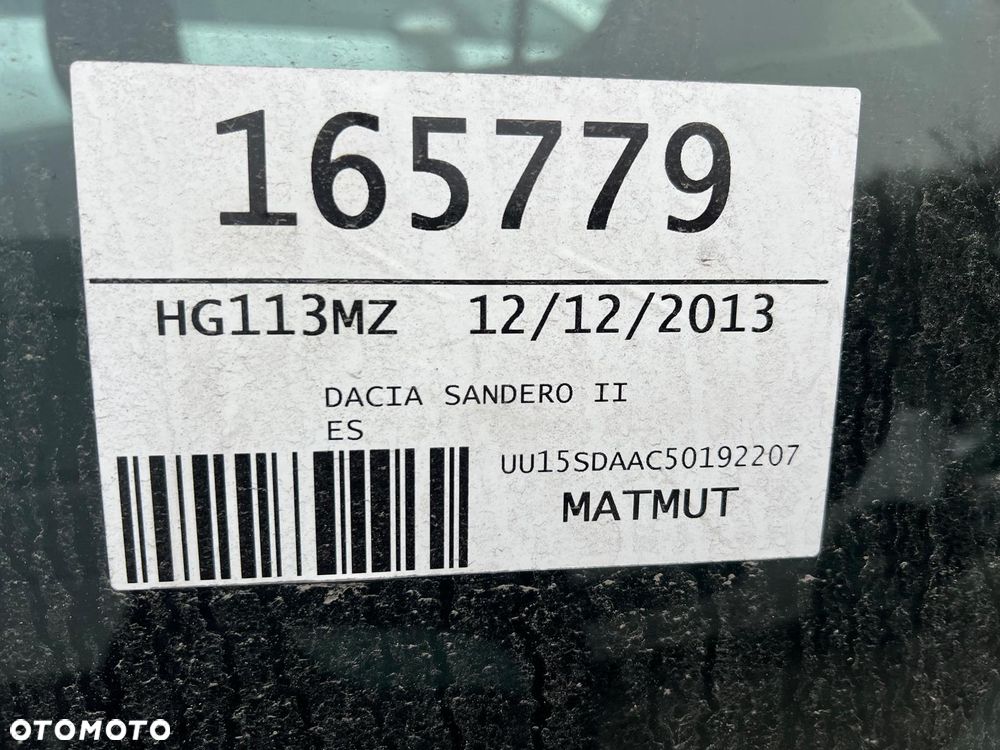 165779
HG113MZ 12/12/2013
DACIA SANDERO II
ES
UU15SDAAC50192207
MATMUT
OTOMOTO